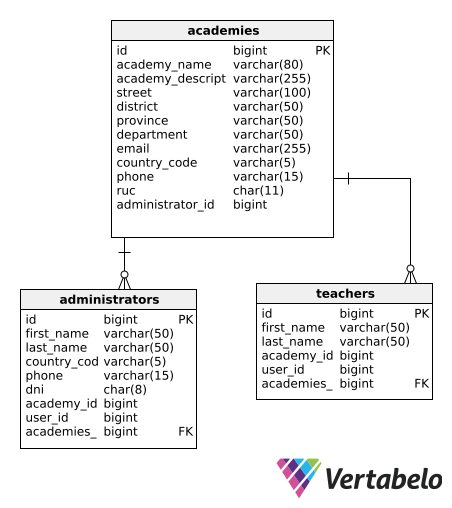 academies
id bigint PK
academy_name varchar(80)
academy_descript varchar(255)
street varchar(100)
district varchar(50)
province varchar(50)
department varchar(50)
email varchar(255)
country_code varchar(5)
phone varchar(15)
ruc char(11)
administrator_id bigint
administrators
id bigint PK
first_name varchar(50)
last_name varchar(50)
country_cod varchar(5)
phone varchar(15)
dni char(8)
academy_id bigint
user_id bigint
academies_ bigint FK
teachers
id bigint PK
first_name varchar(50)
last_name varchar(50)
academy_id bigint
user_id bigint
academies_ bigint FK
Vertabelo